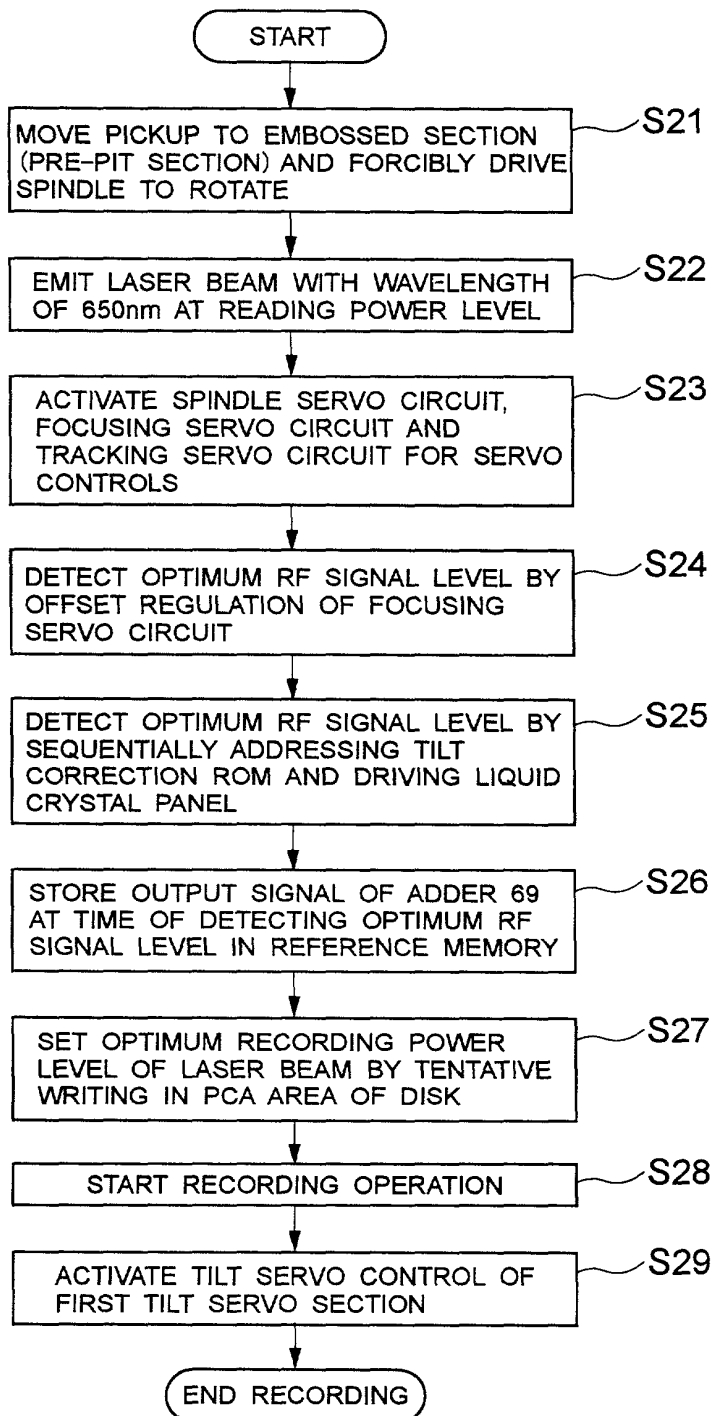 START
MOVE PICKUP TO EMBOSSED SECTION
(PRE-PIT SECTION) AND FORCIBLY DRIVE
SPINDLE TO ROTATE
S21
EMIT LASER BEAM WITH WAVELENGTH
OF 650nm AT READING POWER LEVEL
S22
ACTIVATE SPINDLE SERVO CIRCUIT,
FOCUSING SERVO CIRCUIT AND
TRACKING SERVO CIRCUIT FOR SERVO
CONTROLS
S23
DETECT OPTIMUM RF SIGNAL LEVEL BY
OFFSET REGULATION OF FOCUSING
SERVO CIRCUIT
S24
DETECT OPTIMUM RF SIGNAL LEVEL BY
SEQUENTIALLY ADDRESSING TILT
CORRECTION ROM AND DRIVING LIQUID
CRYSTAL PANEL
S25
STORE OUTPUT SIGNAL OF ADDER 69
AT TIME OF DETECTING OPTIMUM RF
SIGNAL LEVEL IN REFERENCE MEMORY
S26
SET OPTIMUM RECORDING POWER
LEVEL OF LASER BEAM BY TENTATIVE
WRITING IN PCA AREA OF DISK
S27
START RECORDING OPERATION
S28
ACTIVATE TILT SERVO CONTROL OF
FIRST TILT SERVO SECTION
S29
END RECORDING